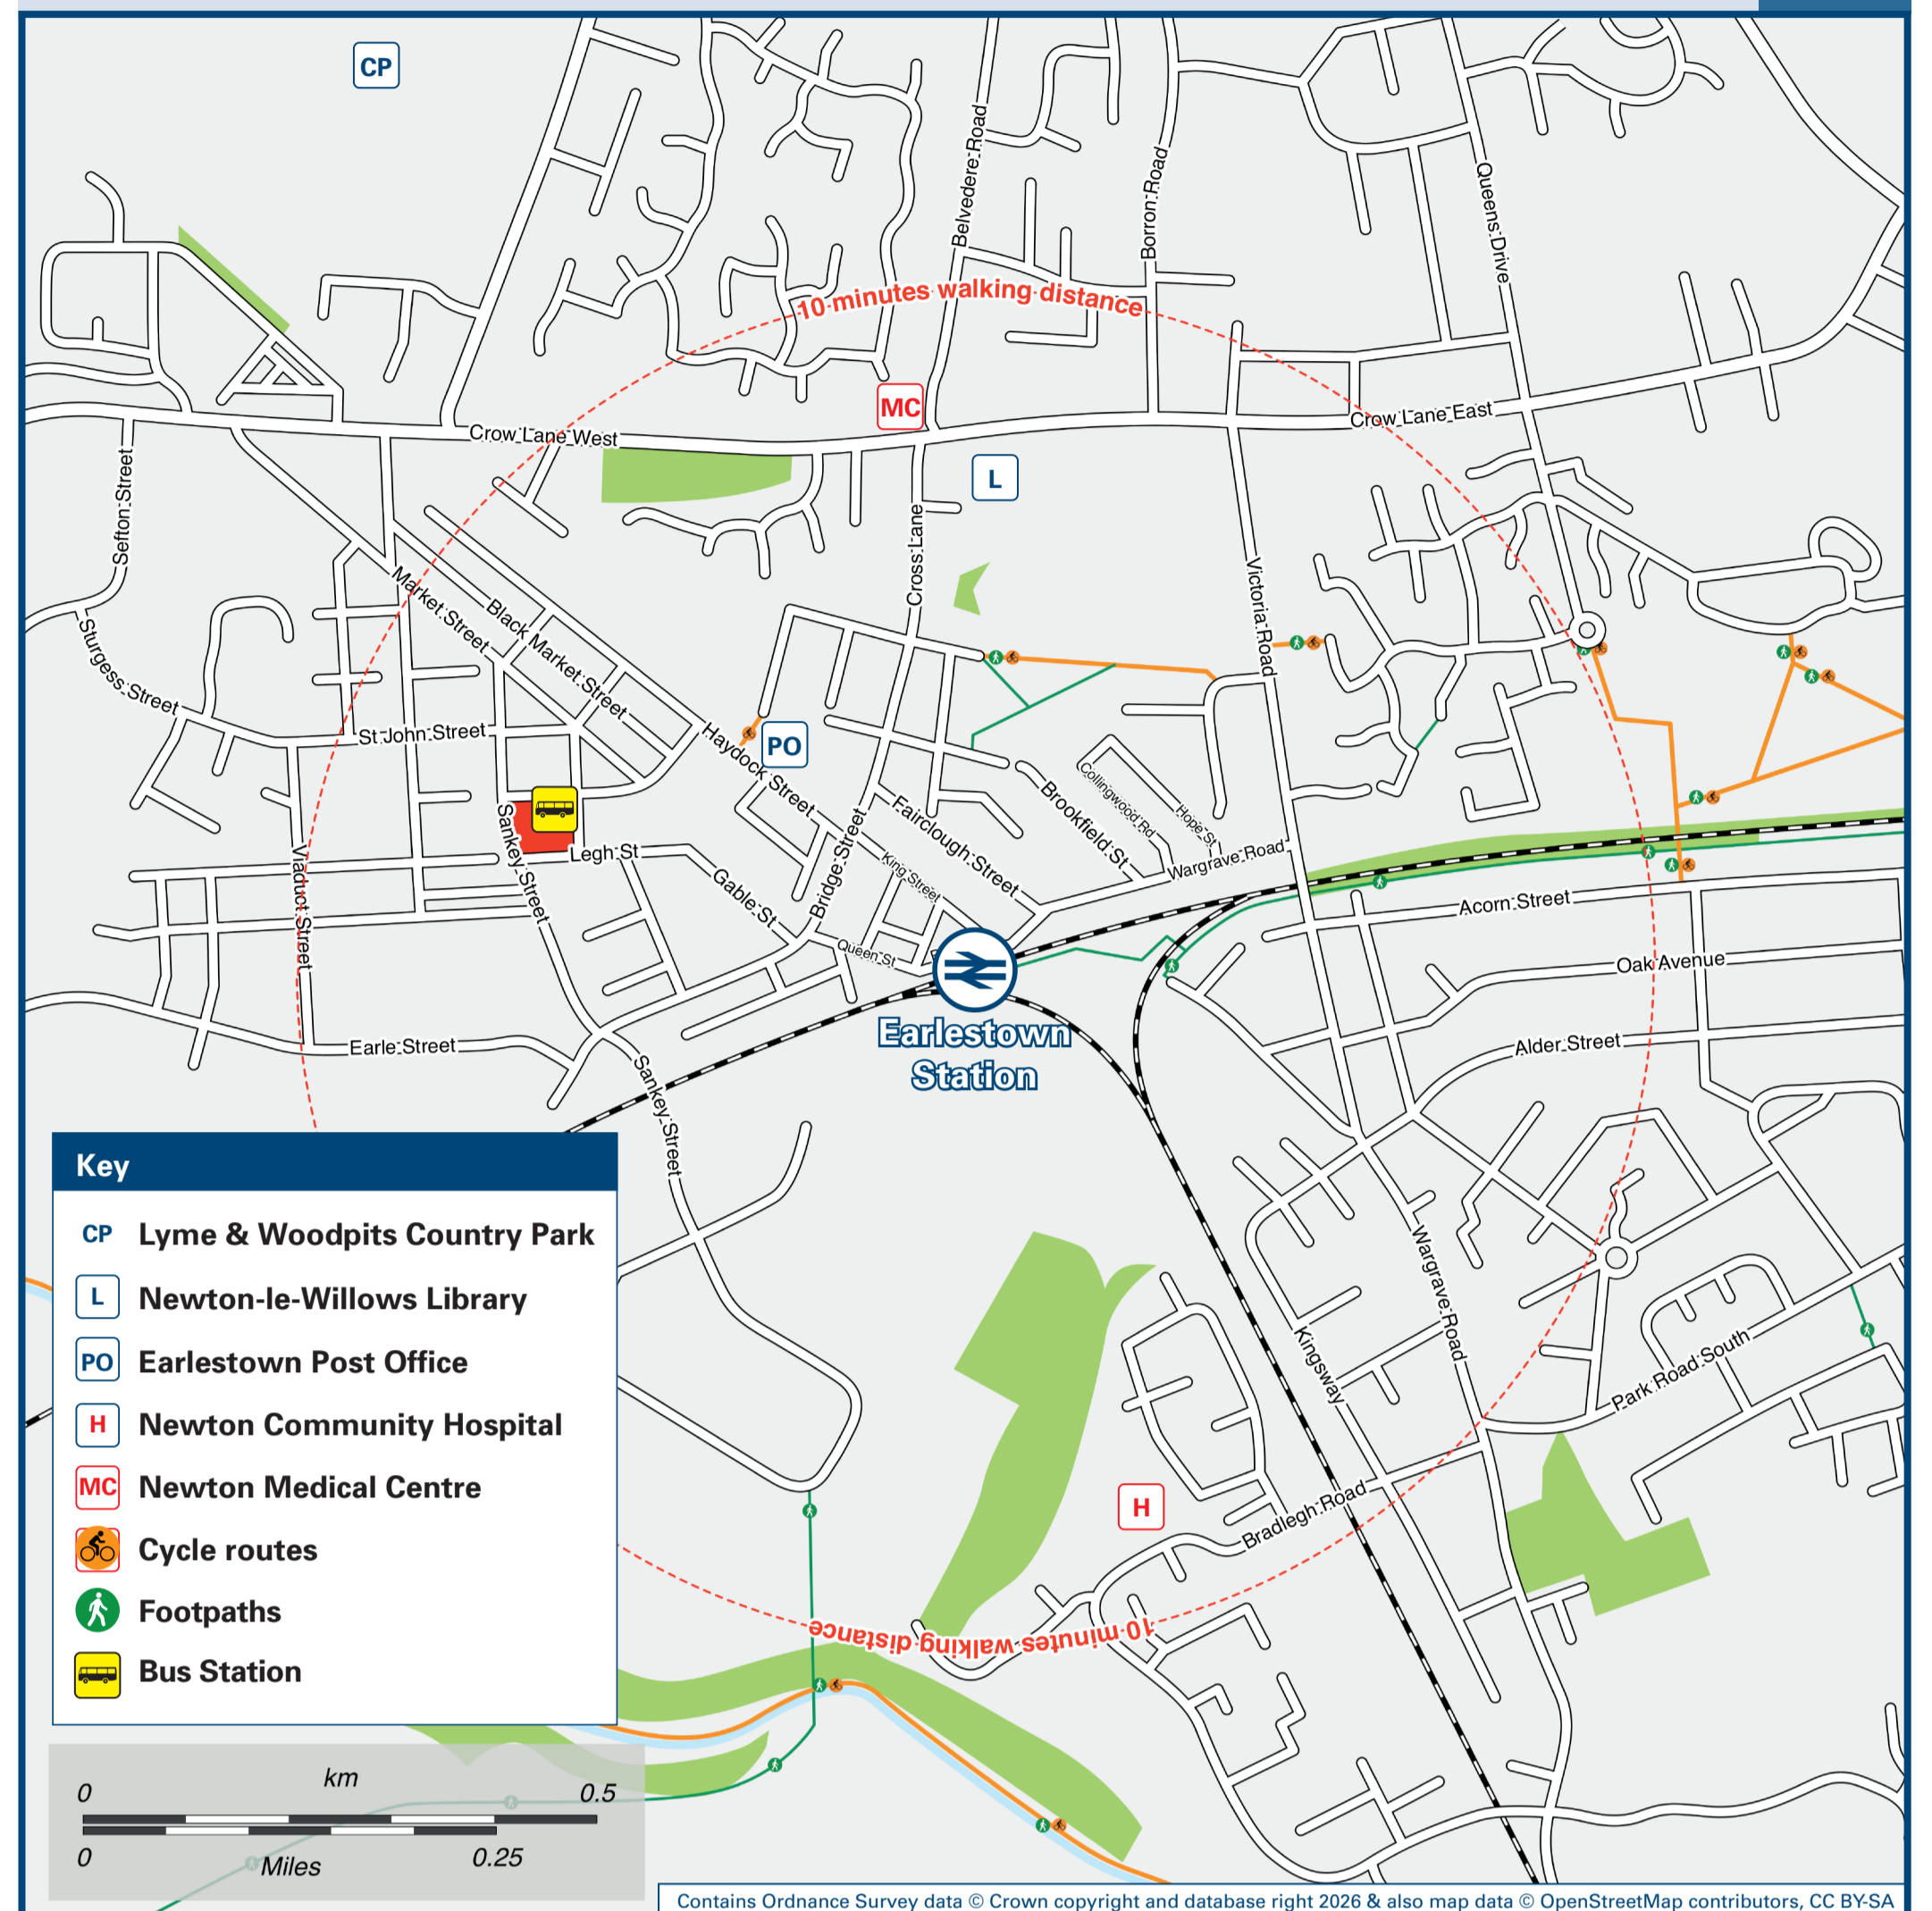 CP
Belvedere Road
Borron Road
Queens Drive
10 minutes walking distance
MC
Crow Lane East
Crow Lane West
L
Sefton Street
Cross Lane
Victoria Road
Market Street
Black Market Street
Sturgess Street
St John Street
Haydock Street
PO
Collingwood Rd
Hope St
Brookfield St
Fairclough Street
Wargrave Road
Sankey Street
Legh St
Bridge Street
King Street
Gable St
Viaduct Street
Queen St
Acorn Street
Oak Avenue
Earlestown
Station
Earle Street
Alder Street
Sankey Street
Wargrave Road
Kingsway
Park Road South
H
Bradlegh Road
10 minutes walking distance
Key
CP Lyme & Woodpits Country Park
L Newton-le-Willows Library
PO Earlestown Post Office
H Newton Community Hospital
MC Newton Medical Centre
Cycle routes
Footpaths
Bus Station
km
0 0.5
0 Miles 0.25
Contains Ordnance Survey data © Crown copyright and database right 2026 & also map data © OpenStreetMap contributors, CC BY-SA